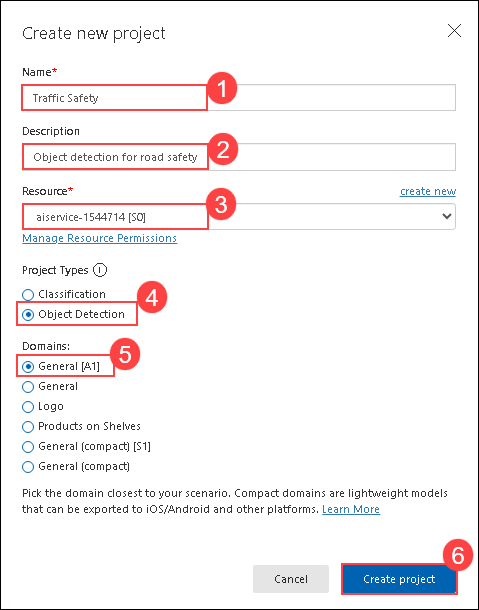 Create new project
Name*
Traffic Safety
1
Description
Object detection for road safety
2
Resource*
create new
aiservice-1544714 [S0]
3
Manage Resource Permissions
Project Types i
Classification
4
Object Detection
Domains:
5
General [A1]
General
Logo
Products on Shelves
General (compact) [S1]
General (compact)
Pick the domain closest to your scenario. Compact domains are lightweight models
that can be exported to iOS/Android and other platforms. Learn More
6
Cancel
Create project